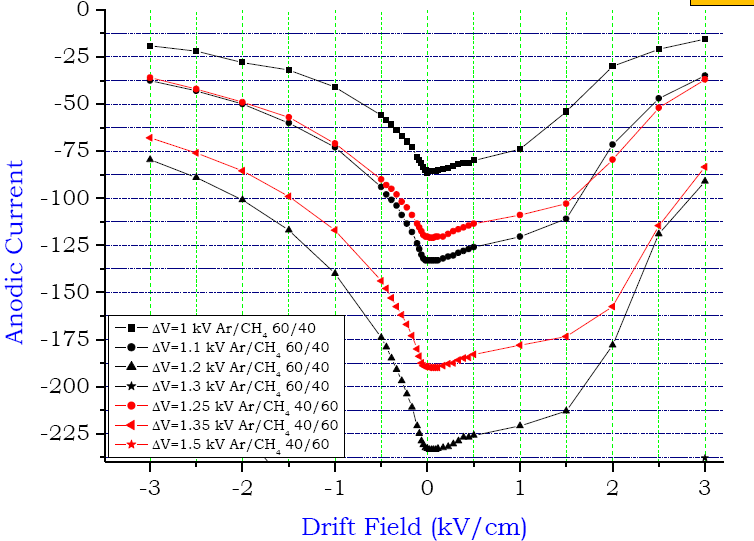 0
-25
-50
-75
-100
-125
-150
-175
-200
-225
Anodic Current
ΔV=1 kV Ar/CH4 60/40
ΔV=1.1 kV Ar/CH4 60/40
ΔV=1.2 kV Ar/CH4 60/40
ΔV=1.3 kV Ar/CH4 60/40
ΔV=1.25 kV Ar/CH4 40/60
ΔV=1.35 kV Ar/CH4 40/60
ΔV=1.5 kV Ar/CH4 40/60
-3 -2 -1 0 1 2 3
Drift Field (kV/cm)